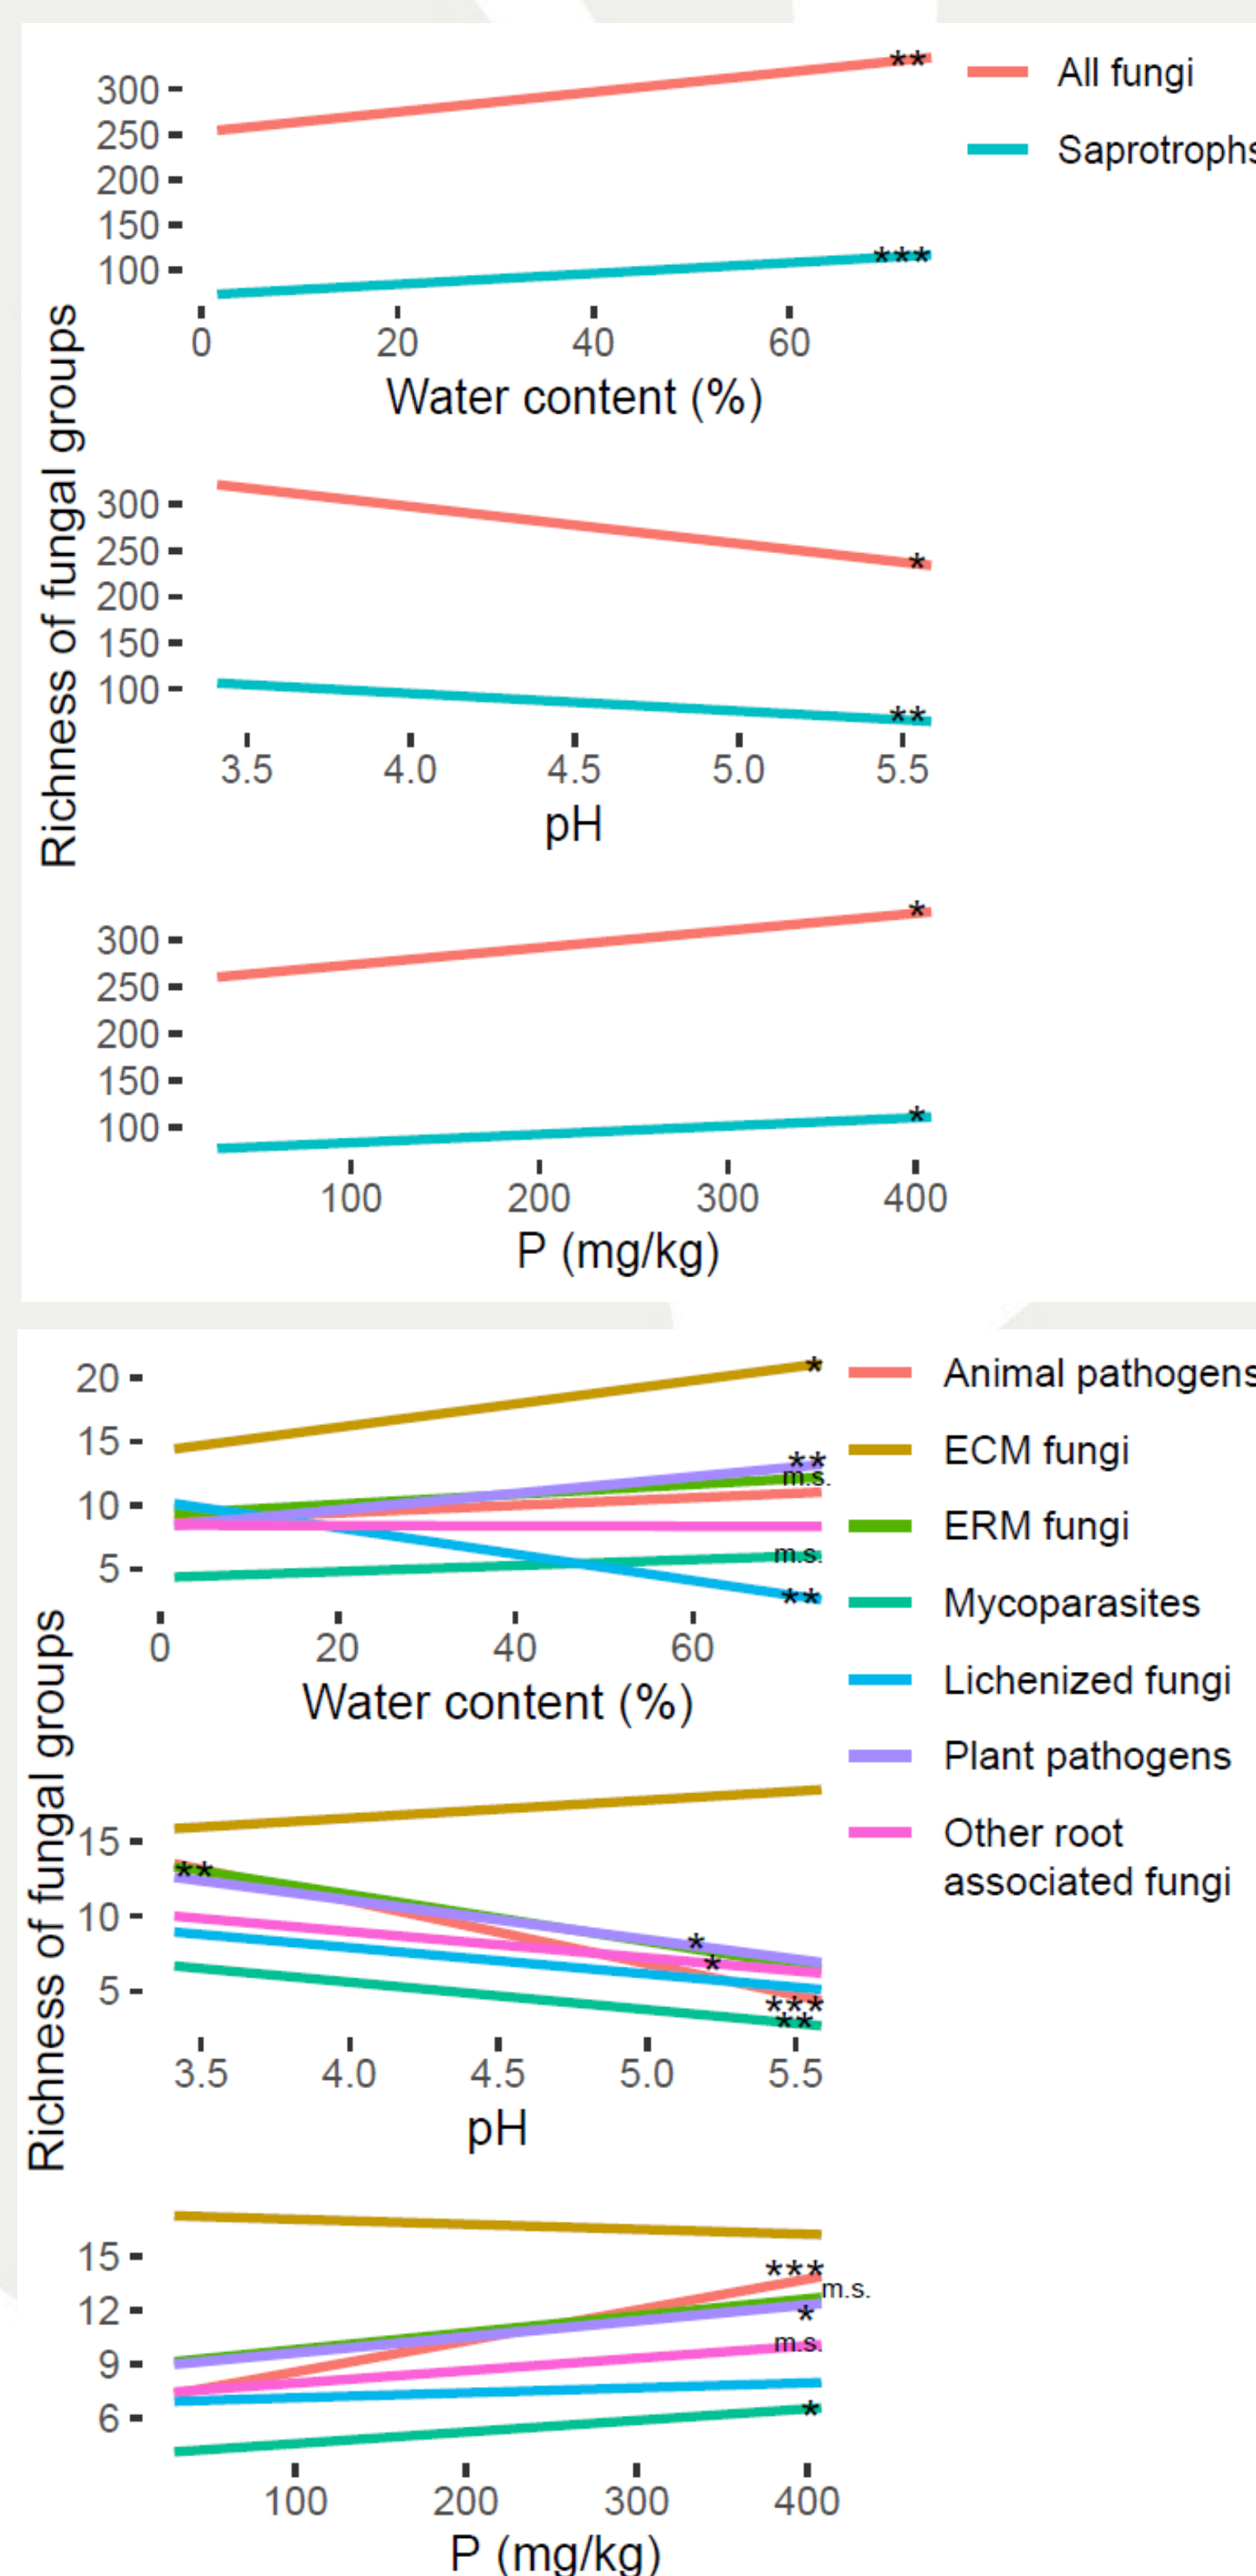 300
250
200
150
100
**
***
All fungi
Saprotrophs
0 20 40 60
Water content (%)
Richness of fungal groups
300
250
200
150
100
*
**
3.5 4.0 4.5 5.0 5.5
pH
300
250
200
150
100
*
*
100 200 300 400
P (mg/kg)
20
15
10
5
*
**
m.s.
m.s.
**
Animal pathogens
ECM fungi
ERM fungi
Mycoparasites
Lichenized fungi
Plant pathogens
Other root
associated fungi
0 20 40 60
Water content (%)
Richness of fungal groups
15
10
5
**
*
*
***
**
3.5 4.0 4.5 5.0 5.5
pH
15
12
9
6
***
m.s.
*
m.s.
*
100 200 300 400
P (mg/kg)